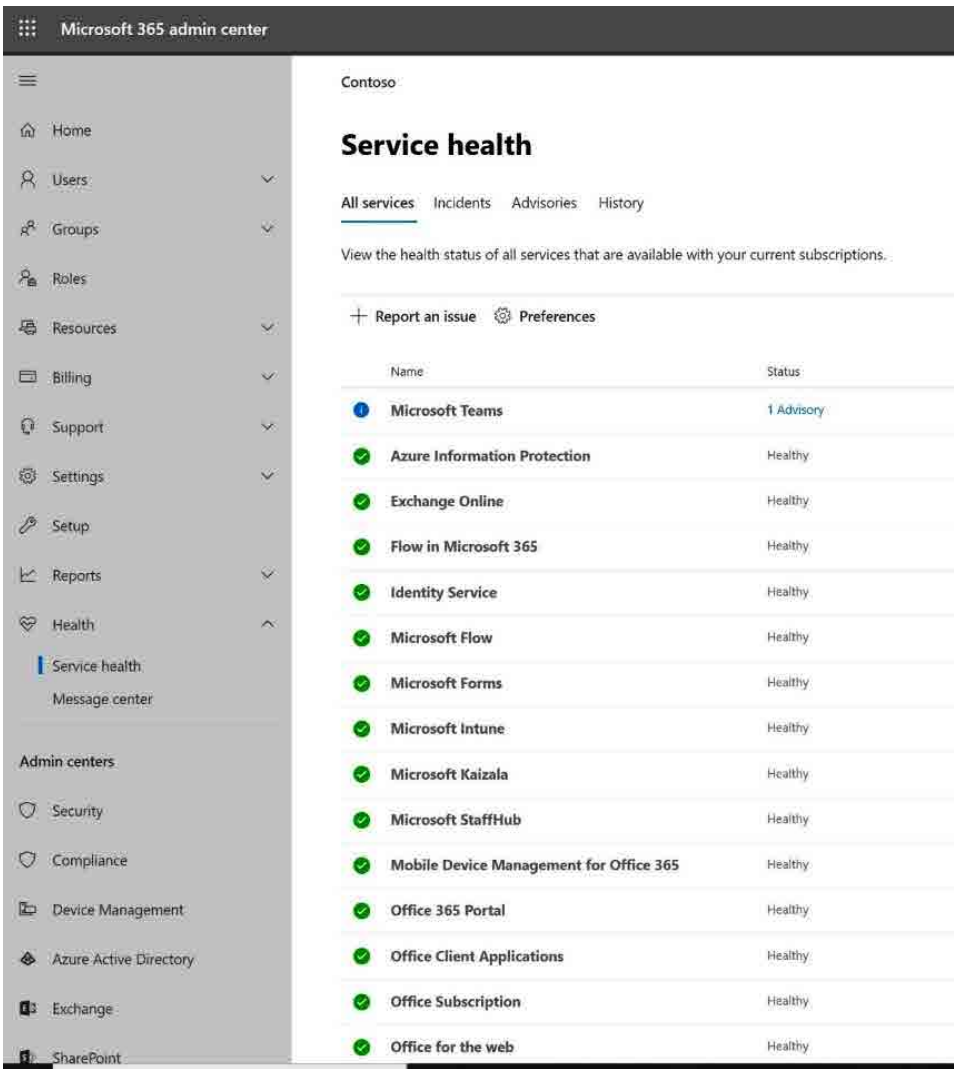 Microsoft 365 admin center
Home
Users
Groups
Roles
Resources
Billing
Support
Settings
Setup
Reports
Health
Service health
Message center
Admin centers
Security
Compliance
Device Management
Azure Active Directory
Exchange
SharePoint
Contoso
Service health
All services Incidents Advisories History
View the health status of all services that are available with your current subscriptions.
Report an issue Preferences
Name Status
Microsoft Teams 1 Advisory
Azure Information Protection Healthy
Exchange Online Healthy
Flow in Microsoft 365 Healthy
Identity Service Healthy
Microsoft Flow Healthy
Microsoft Forms Healthy
Microsoft Intune Healthy
Microsoft Kaizala Healthy
Microsoft StaffHub Healthy
Mobile Device Management for Office 365 Healthy
Office 365 Portal Healthy
Office Client Applications Healthy
Office Subscription Healthy
Office for the web Healthy